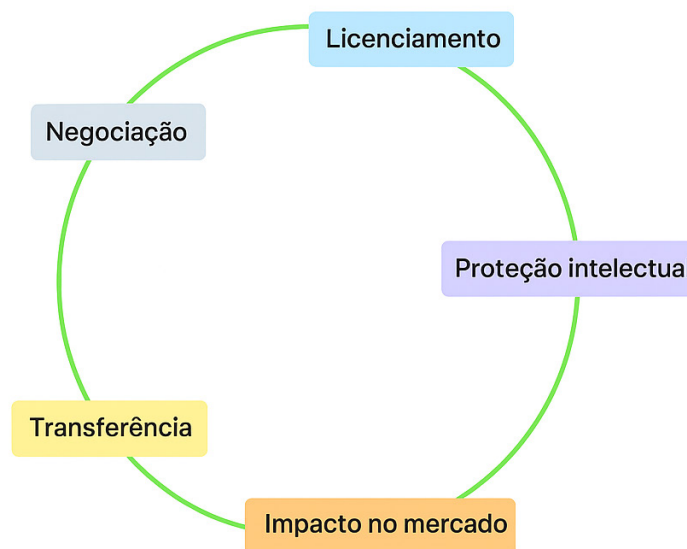 Licenciamento
Negociação
Proteção intelectua
Transferência
Impacto no mercado